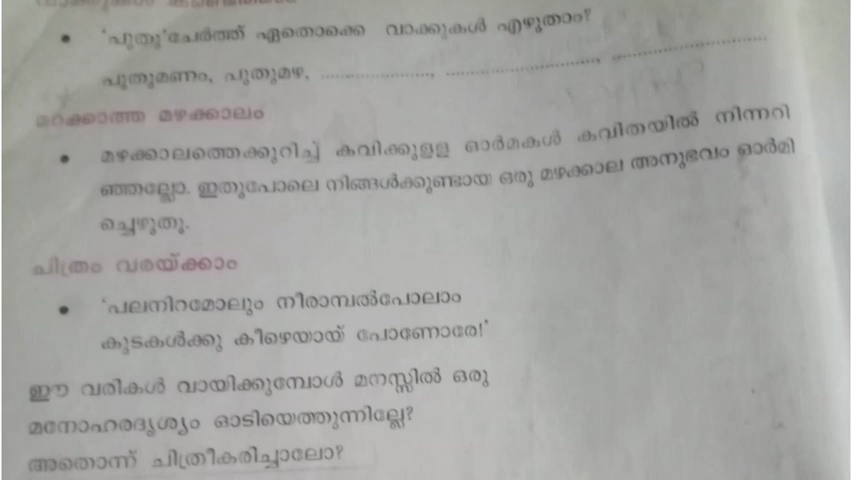 • 'പുതു'ചേർത്ത് ഏതൊക്കെ വാക്കുകൾ എഴുതാം?
പുതുമണം, പുതുമഴ, ...................., ............................, ............................
മറക്കാത്ത മഴക്കാലം
• മഴക്കാലത്തെക്കുറിച്ച് കവിക്കുള്ള ഓർമകൾ കവിതയിൽ നിന്നറി
ഞ്ഞല്ലോ. ഇതുപോലെ നിങ്ങൾക്കുണ്ടായ ഒരു മഴക്കാല അനുഭവം ഓർമി
ച്ചെഴുതൂ.
ചിത്രം വരയ്ക്കാം
• 'പലനിറമോലും നീരാമ്പൽപോലാം
കുടകൾക്കു കീഴെയായ് പോണോരേ!'
ഈ വരികൾ വായിക്കുമ്പോൾ മനസ്സിൽ ഒരു
മനോഹരദൃശ്യം ഓടിയെത്തുന്നില്ലേ?
അതൊന്ന് ചിത്രീകരിച്ചാലോ?